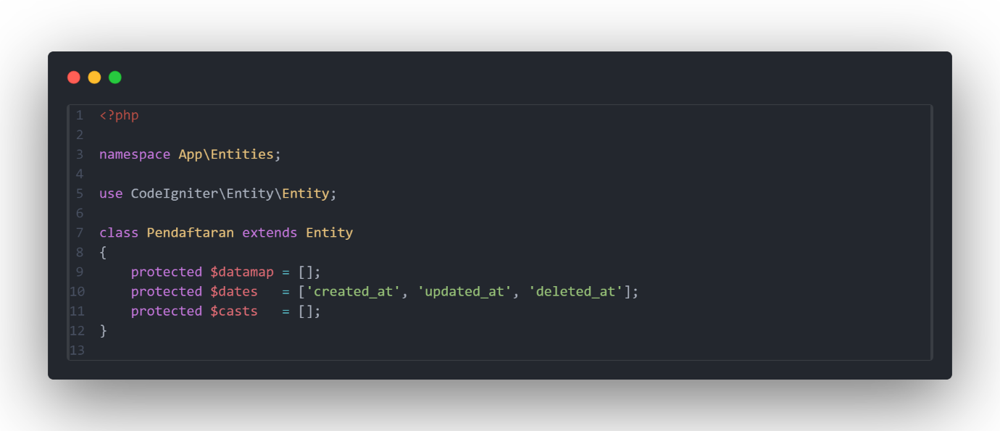 1 <?php
2
3 namespace App\Entities;
4
5 use CodeIgniter\Entity\Entity;
6
7 class Pendaftaran extends Entity
8 {
9     protected $datamap = [];
10     protected $dates   = ['created_at', 'updated_at', 'deleted_at'];
11     protected $casts   = [];
12 }
13